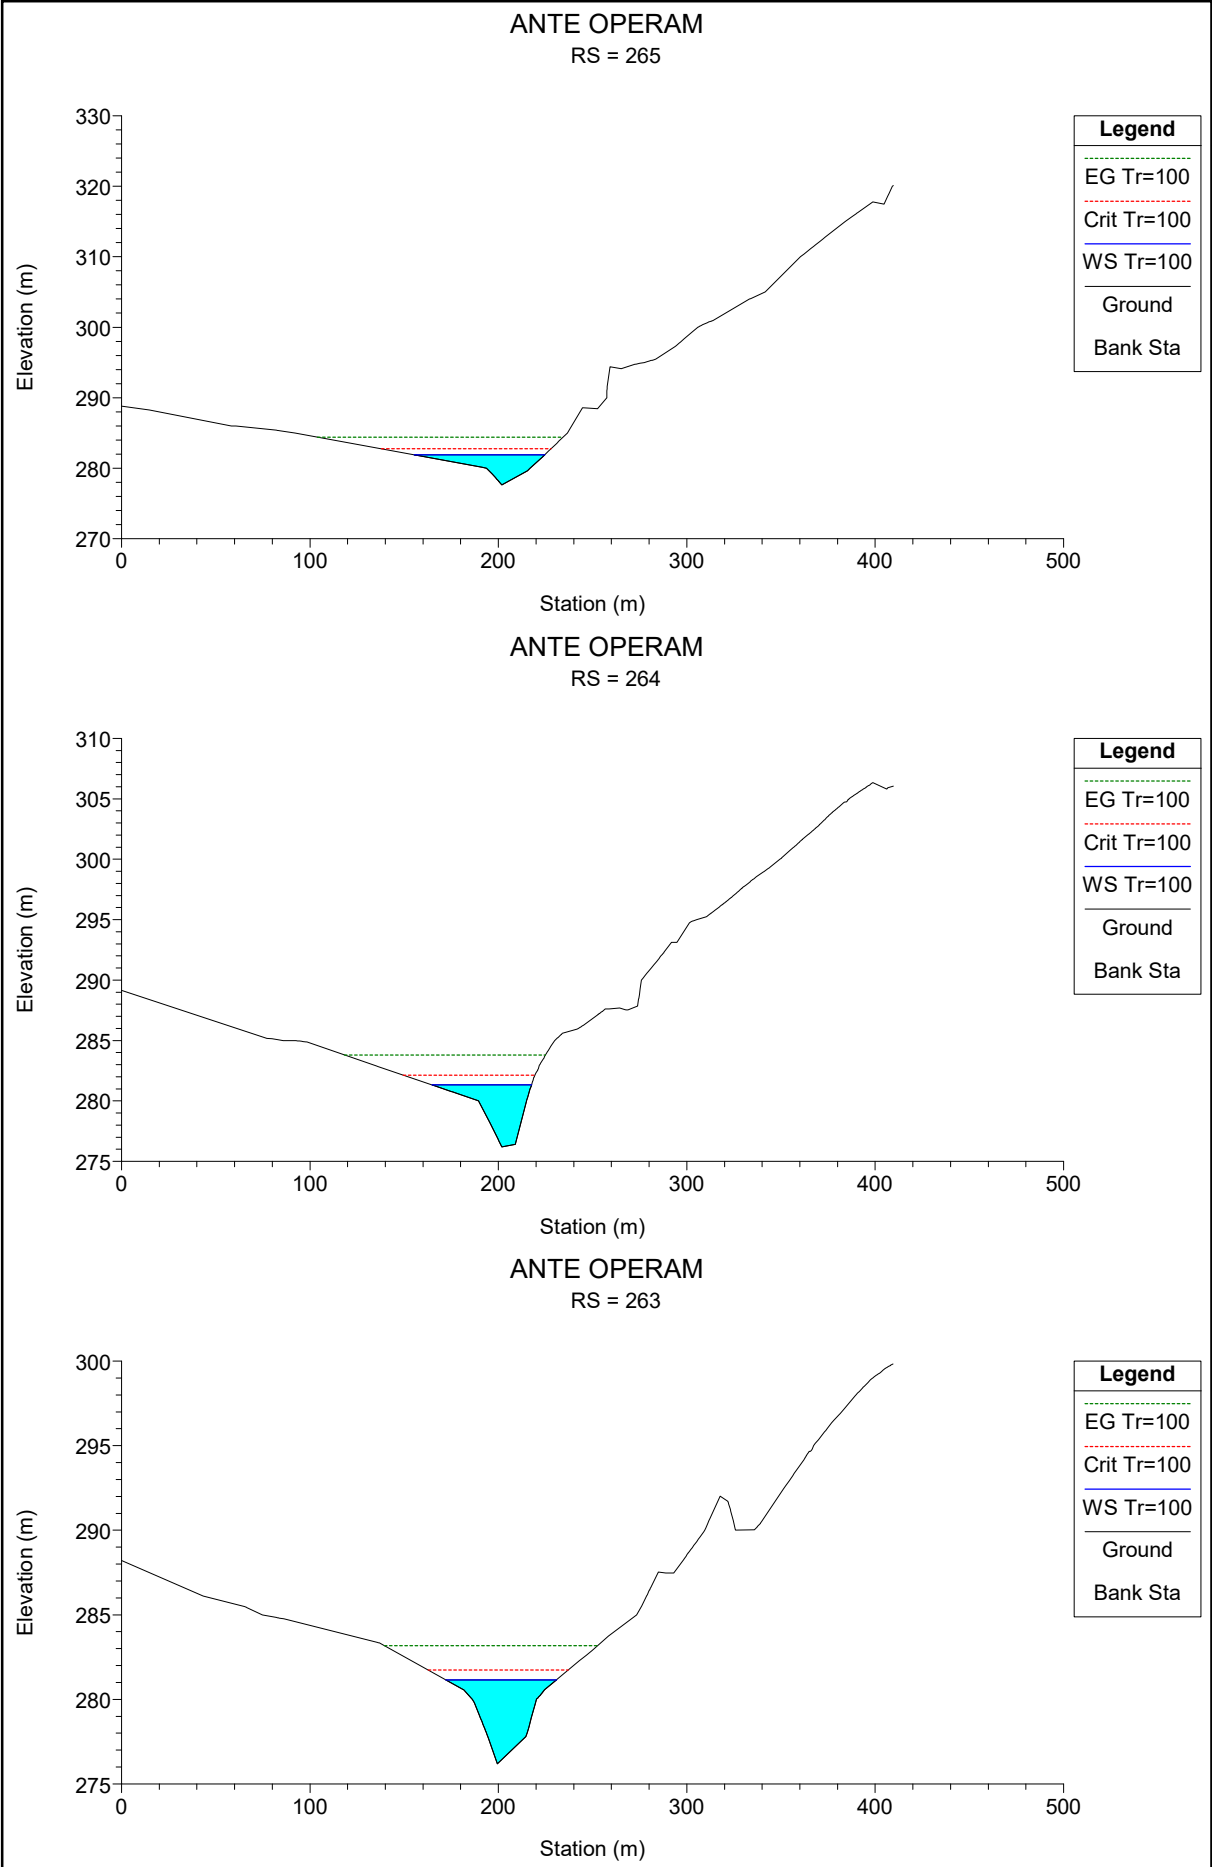 ANTE OPERAM
RS = 265
330
320
310
300
290
280
270
0
100
200
300
400
500
Elevation (m)
Station (m)
Legend
EG Tr=100
Crit Tr=100
WS Tr=100
Ground
Bank Sta
ANTE OPERAM
RS = 264
310
305
300
295
290
285
280
275
0
100
200
300
400
500
Elevation (m)
Station (m)
Legend
EG Tr=100
Crit Tr=100
WS Tr=100
Ground
Bank Sta
ANTE OPERAM
RS = 263
300
295
290
285
280
275
0
100
200
300
400
500
Elevation (m)
Station (m)
Legend
EG Tr=100
Crit Tr=100
WS Tr=100
Ground
Bank Sta